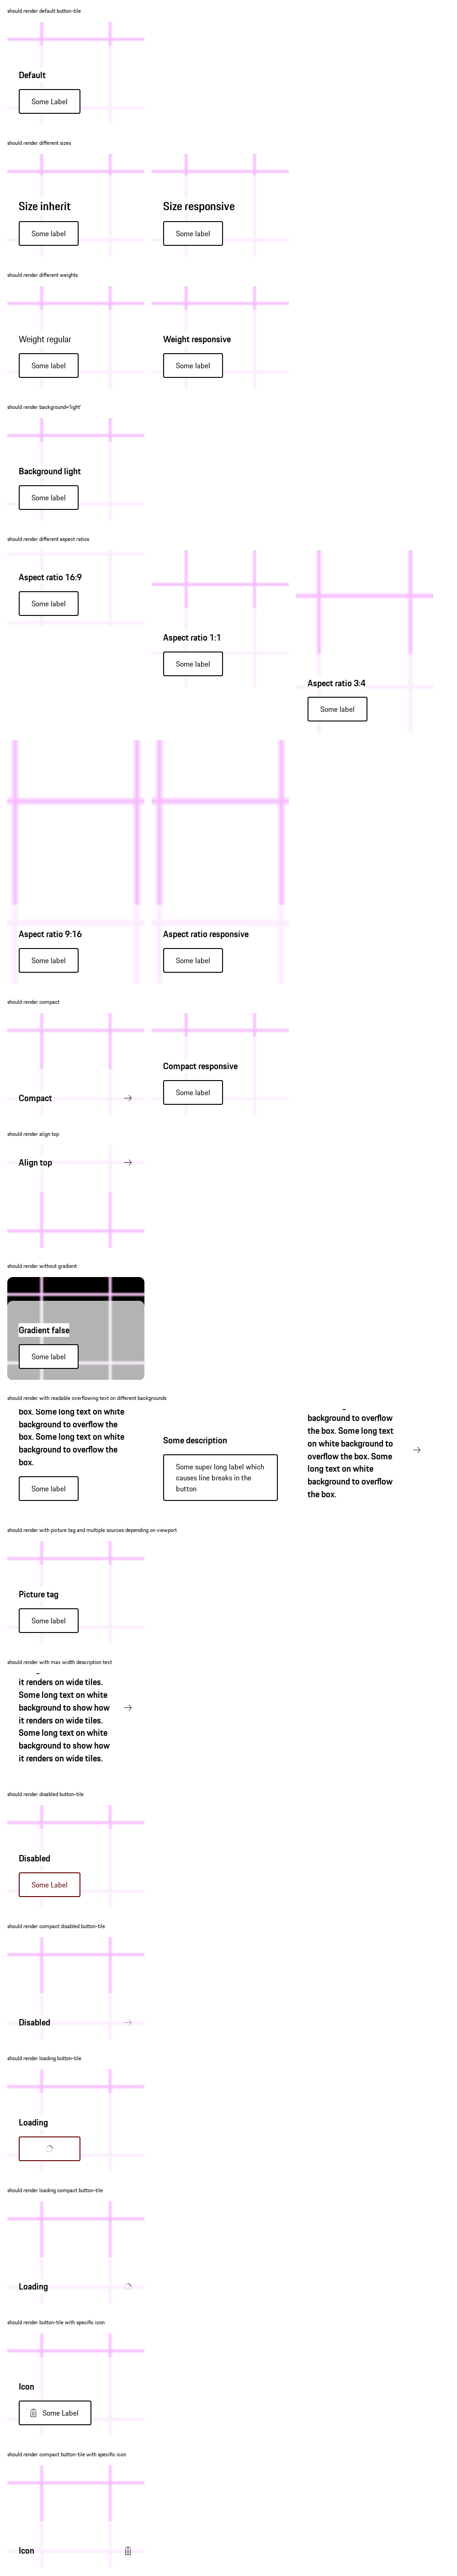 should render default button-tile
Default
Some Label
should render different sizes
Size inherit
Size responsive
Some label
Some label
should render different weights
Weight regular
Weight responsive
Some label
Some label
should render background='light'
Background light
Some label
should render different aspect ratios
Aspect ratio 16:9
Some label
Aspect ratio 1:1
Some label
Aspect ratio 3:4
Some label
Aspect ratio 9:16
Aspect ratio responsive
Some label
Some label
should render compact
Compact
Compact responsive
Some label
should render align top
Align top
should render without gradient
Gradient false
Some label
should render with readable overflowing text on different backgrounds
box. Some long text on white
background to overflow the
box. Some long text on white
background to overflow the
box.
Some label
Some description
Some super long label which
causes line breaks in the
button
background to overflow
the box. Some long text
on white background to
overflow the box. Some
long text on white
background to overflow
the box.
should render with picture tag and multiple sources depending on viewport
Picture tag
Some label
should render with max width description text
it renders on wide tiles.
Some long text on white
background to show how
it renders on wide tiles.
Some long text on white
background to show how
it renders on wide tiles.
should render disabled button-tile
Disabled
Some Label
should render compact disabled button-tile
Disabled
should render loading button-tile
Loading
should render loading compact button-tile
Loading
should render button-tile with specific icon
Icon
Some Label
should render compact button-tile with specific icon
Icon